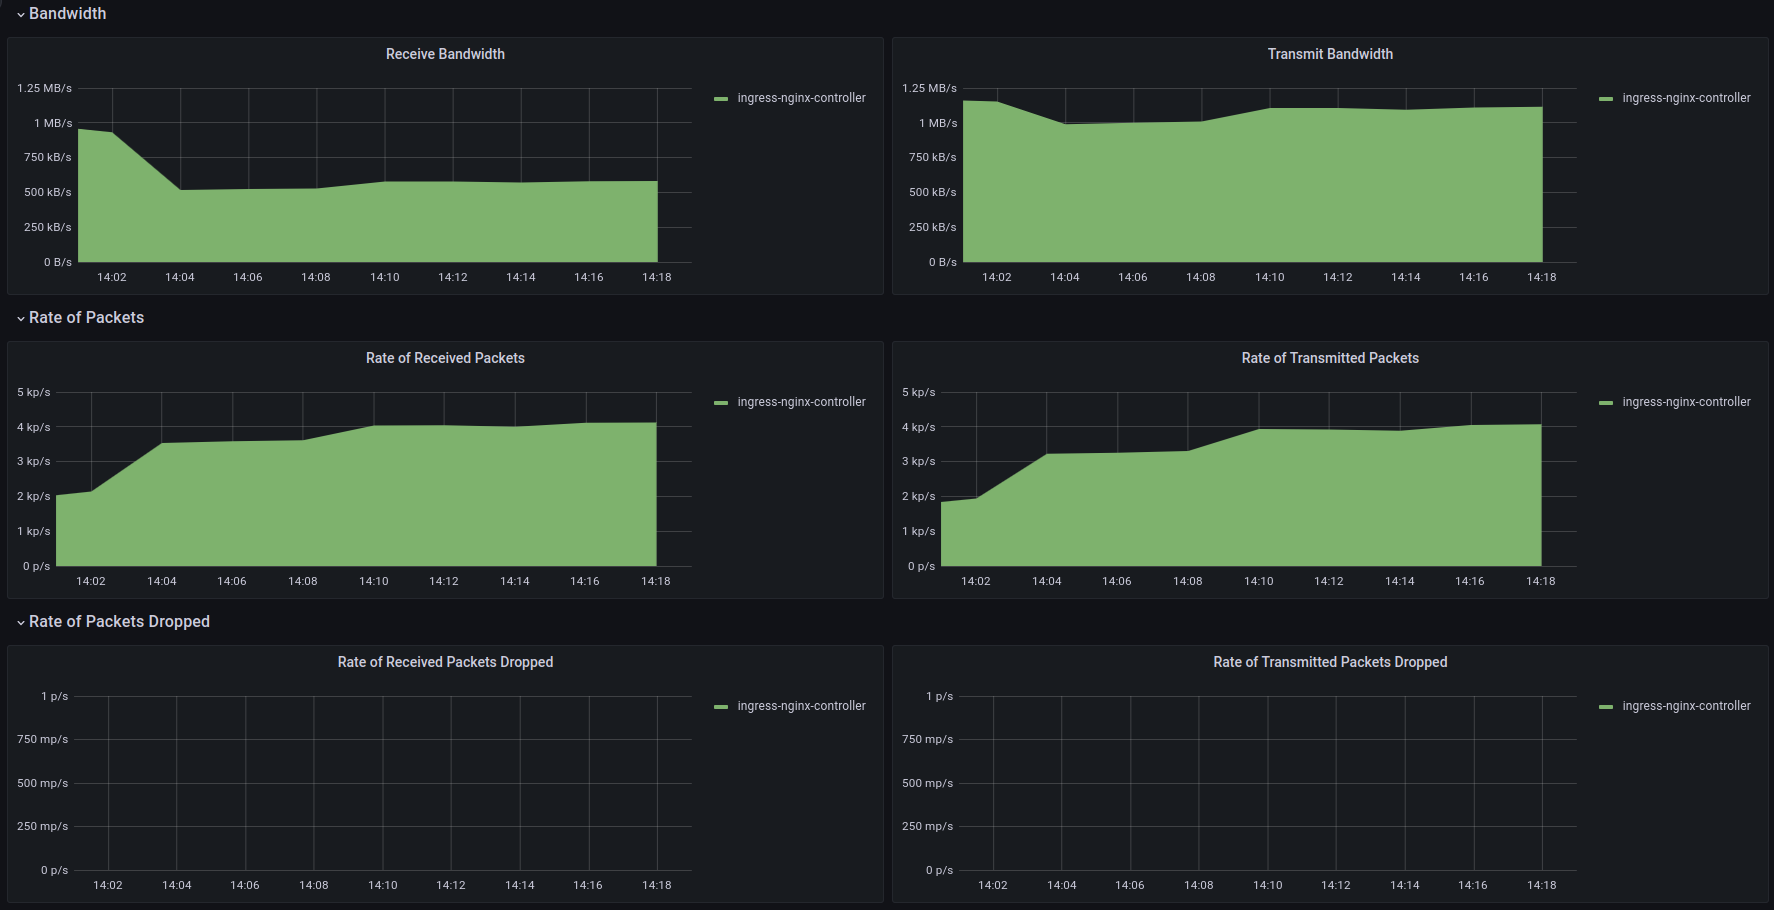 Bandwidth
Receive Bandwidth
1.25 MB/s
1 MB/s
750 kB/s
500 kB/s
250 kB/s
0 B/s
14:02 14:04 14:06 14:08 14:10 14:12 14:14 14:16 14:18
ingress-nginx-controller
Transmit Bandwidth
1.25 MB/s
1 MB/s
750 kB/s
500 kB/s
250 kB/s
0 B/s
14:02 14:04 14:06 14:08 14:10 14:12 14:14 14:16 14:18
ingress-nginx-controller
Rate of Packets
Rate of Received Packets
5 kp/s
4 kp/s
3 kp/s
2 kp/s
1 kp/s
0 p/s
14:02 14:04 14:06 14:08 14:10 14:12 14:14 14:16 14:18
ingress-nginx-controller
Rate of Transmitted Packets
5 kp/s
4 kp/s
3 kp/s
2 kp/s
1 kp/s
0 p/s
14:02 14:04 14:06 14:08 14:10 14:12 14:14 14:16 14:18
ingress-nginx-controller
Rate of Packets Dropped
Rate of Received Packets Dropped
1 p/s
750 mp/s
500 mp/s
250 mp/s
0 p/s
14:02 14:04 14:06 14:08 14:10 14:12 14:14 14:16 14:18
ingress-nginx-controller
Rate of Transmitted Packets Dropped
1 p/s
750 mp/s
500 mp/s
250 mp/s
0 p/s
14:02 14:04 14:06 14:08 14:10 14:12 14:14 14:16 14:18
ingress-nginx-controller